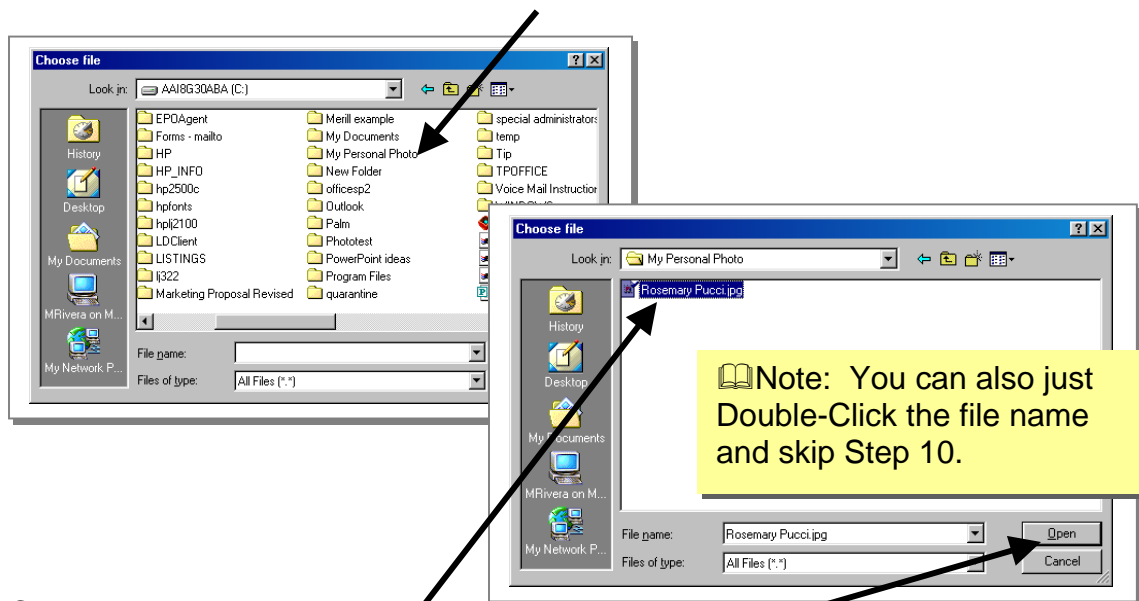 Choose file
Look in: AAI8G30ABA (C:)
History
Desktop
My Documents
MRivera on M...
My Network P...
EPOAgent
Forms - mailto
HP
HP_INFO
hp2500c
hpfonts
hplj2100
LDClient
LISTINGS
lj322
Marketing Proposal Revised
Merill example
My Documents
My Personal Photo
New Folder
officesp2
Outlook
Palm
Phototest
PowerPoint ideas
Program Files
quarantine
special administrators
temp
Tip
TPOFFICE
Voice Mail Instruction
File name:
Files of type: All Files (*.*)
Choose file
Look in: My Personal Photo
History
Desktop
My Documents
MRivera on M...
My Network P...
Rosemary Pucci.jpg
Note: You can also just
Double-Click the file name
and skip Step 10.
File name: Rosemary Pucci.jpg Open
Files of type: All Files (*.*) Cancel